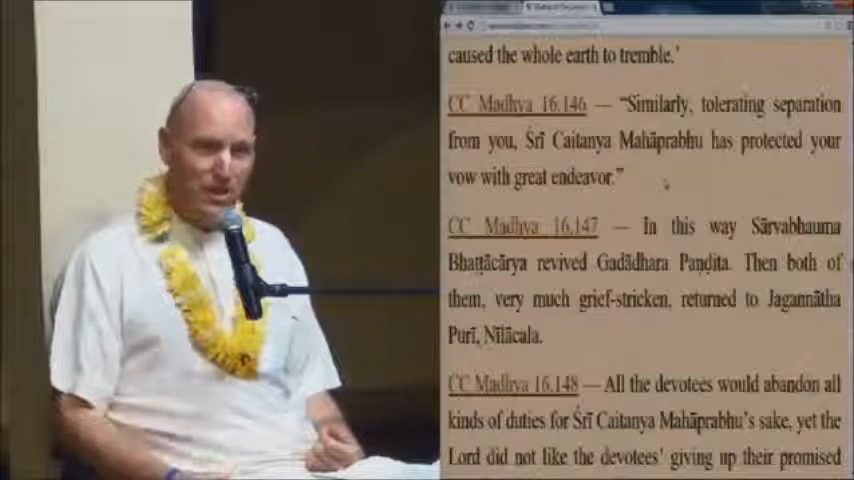 caused the whole earth to tremble.'
CC Madhya 16.146 — “Similarly, tolerating separation
from you, Śrī Caitanya Mahāprabhu has protected your
vow with great endeavor.”
CC Madhya 16.147 — In this way Sārvabhauma
Bhaṭṭācārya revived Gadādhara Paṇḍita. Then both of
them, very much grief-stricken, returned to Jagannātha
Purī, Nīlācala.
CC Madhya 16.148 — All the devotees would abandon all
kinds of duties for Śrī Caitanya Mahāprabhu's sake, yet the
Lord did not like the devotees' giving up their promised